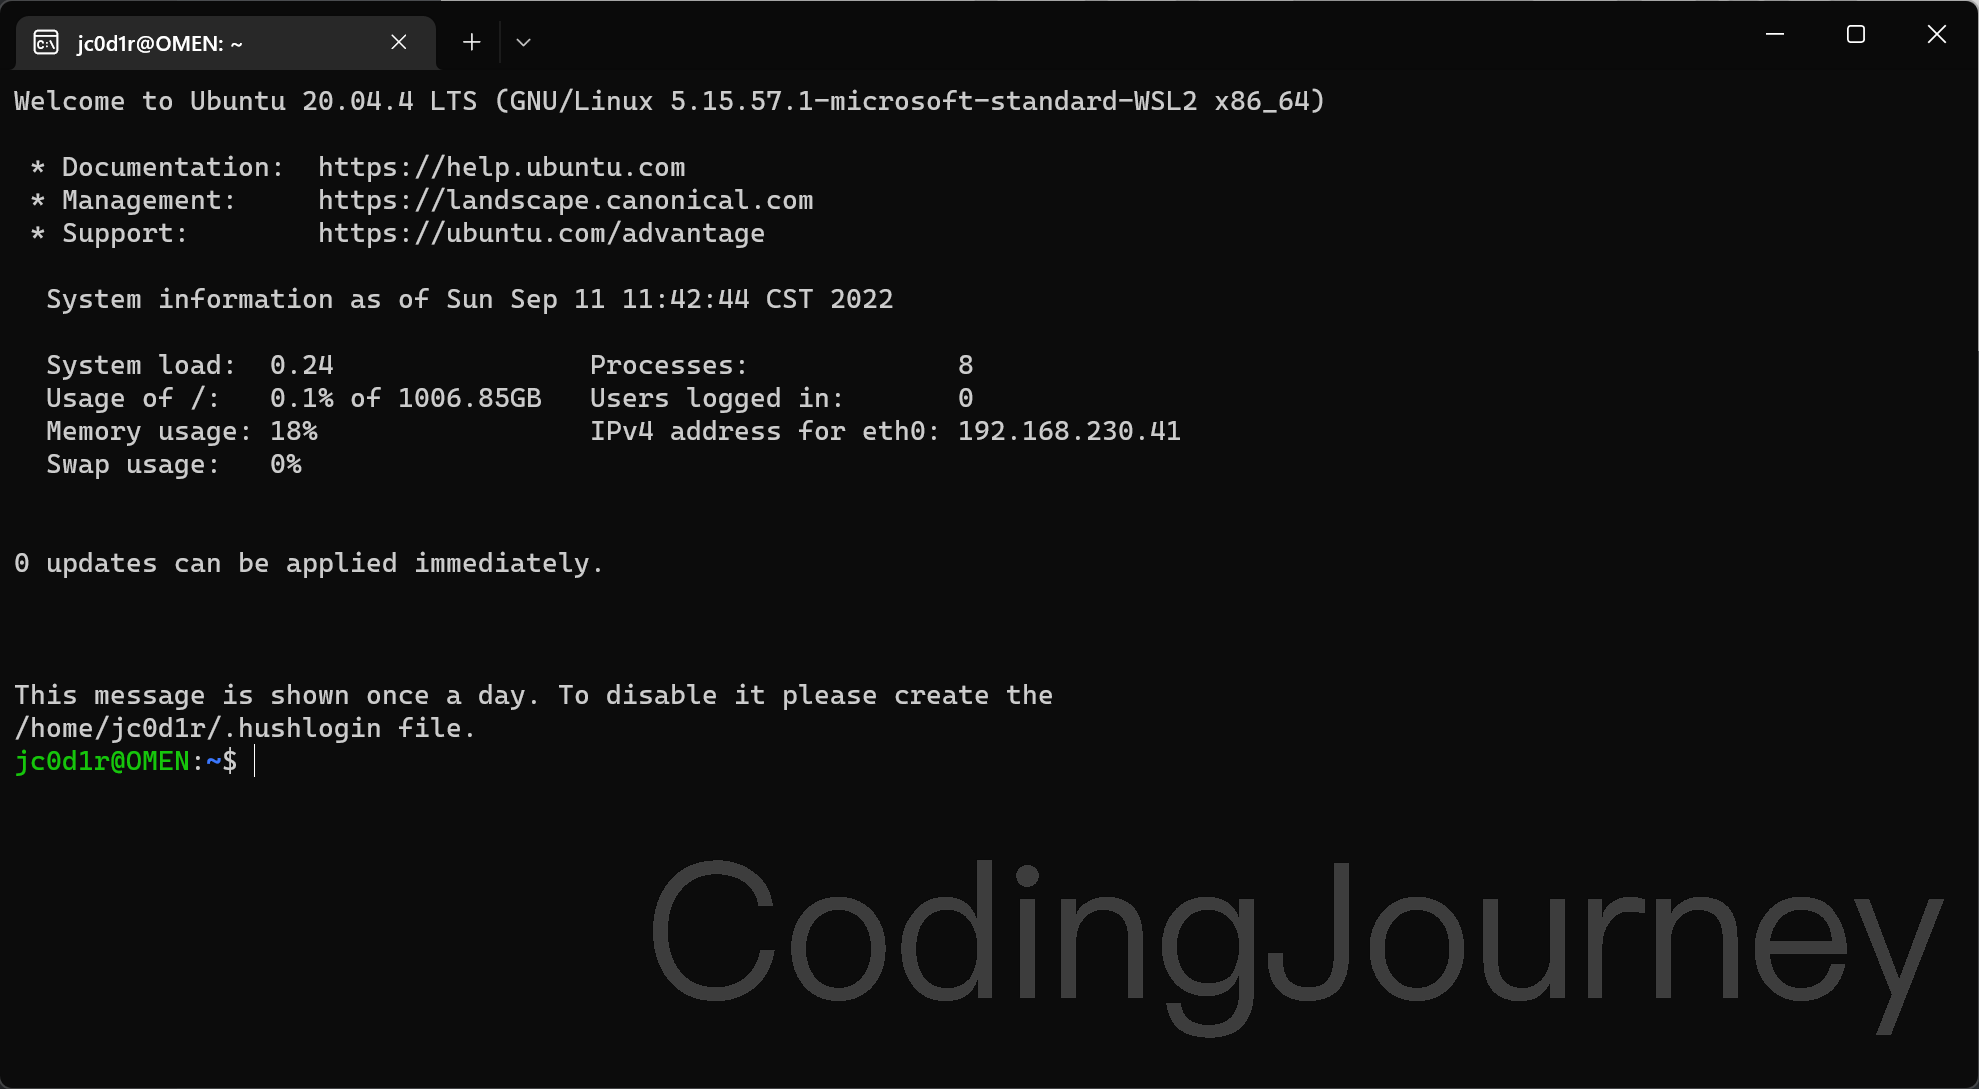 jc0d1r@OMEN: ~
Welcome to Ubuntu 20.04.4 LTS (GNU/Linux 5.15.57.1-microsoft-standard-WSL2 x86_64)
* Documentation:  https://help.ubuntu.com
* Management:     https://landscape.canonical.com
* Support:        https://ubuntu.com/advantage
System information as of Sun Sep 11 11:42:44 CST 2022
System load:  0.24                Processes:             8
Usage of /:   0.1% of 1006.85GB   Users logged in:       0
Memory usage: 18%                 IPv4 address for eth0: 192.168.230.41
Swap usage:   0%
0 updates can be applied immediately.
This message is shown once a day. To disable it please create the
/home/jc0d1r/.hushlogin file.
jc0d1r@OMEN:~$
CodingJourney